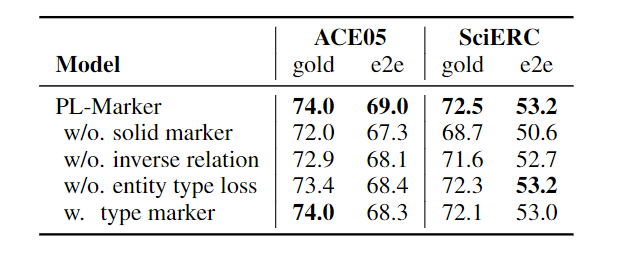 ACE05 SciERC
Model gold e2e gold e2e
PL-Marker 74.0 69.0 72.5 53.2
w/o. solid marker 72.0 67.3 68.7 50.6
w/o. inverse relation 72.9 68.1 71.6 52.7
w/o. entity type loss 73.4 68.4 72.3 53.2
w. type marker 74.0 68.3 72.1 53.0